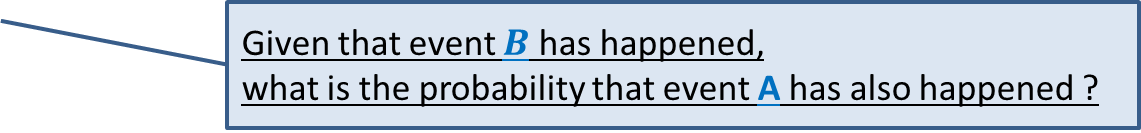 Given that event B has happened,
what is the probability that event A has also happened ?